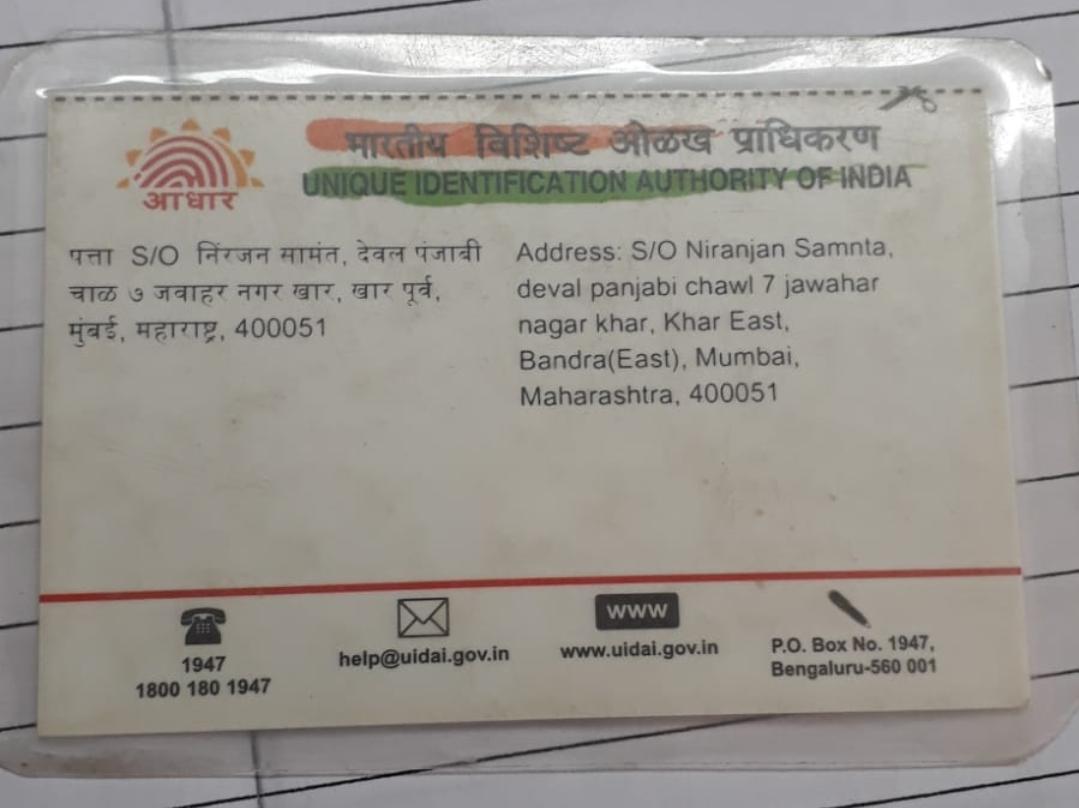 आधार
भारतीय विशिष्ट ओळख प्राधिकरण
UNIQUE IDENTIFICATION AUTHORITY OF INDIA
पत्ता S/O निंरजन सामंत, देवल पंजाबी
चाळ ७ जवाहर नगर खार, खार पूर्व,
मुंबई, महाराष्ट्र, 400051
Address: S/O Niranjan Samnta,
deval panjabi chawl 7 jawahar
nagar khar, Khar East,
Bandra(East), Mumbai,
Maharashtra, 400051
1947
1800 180 1947
help@uidai.gov.in
www
www.uidai.gov.in
P.O. Box No. 1947,
Bengaluru-560 001